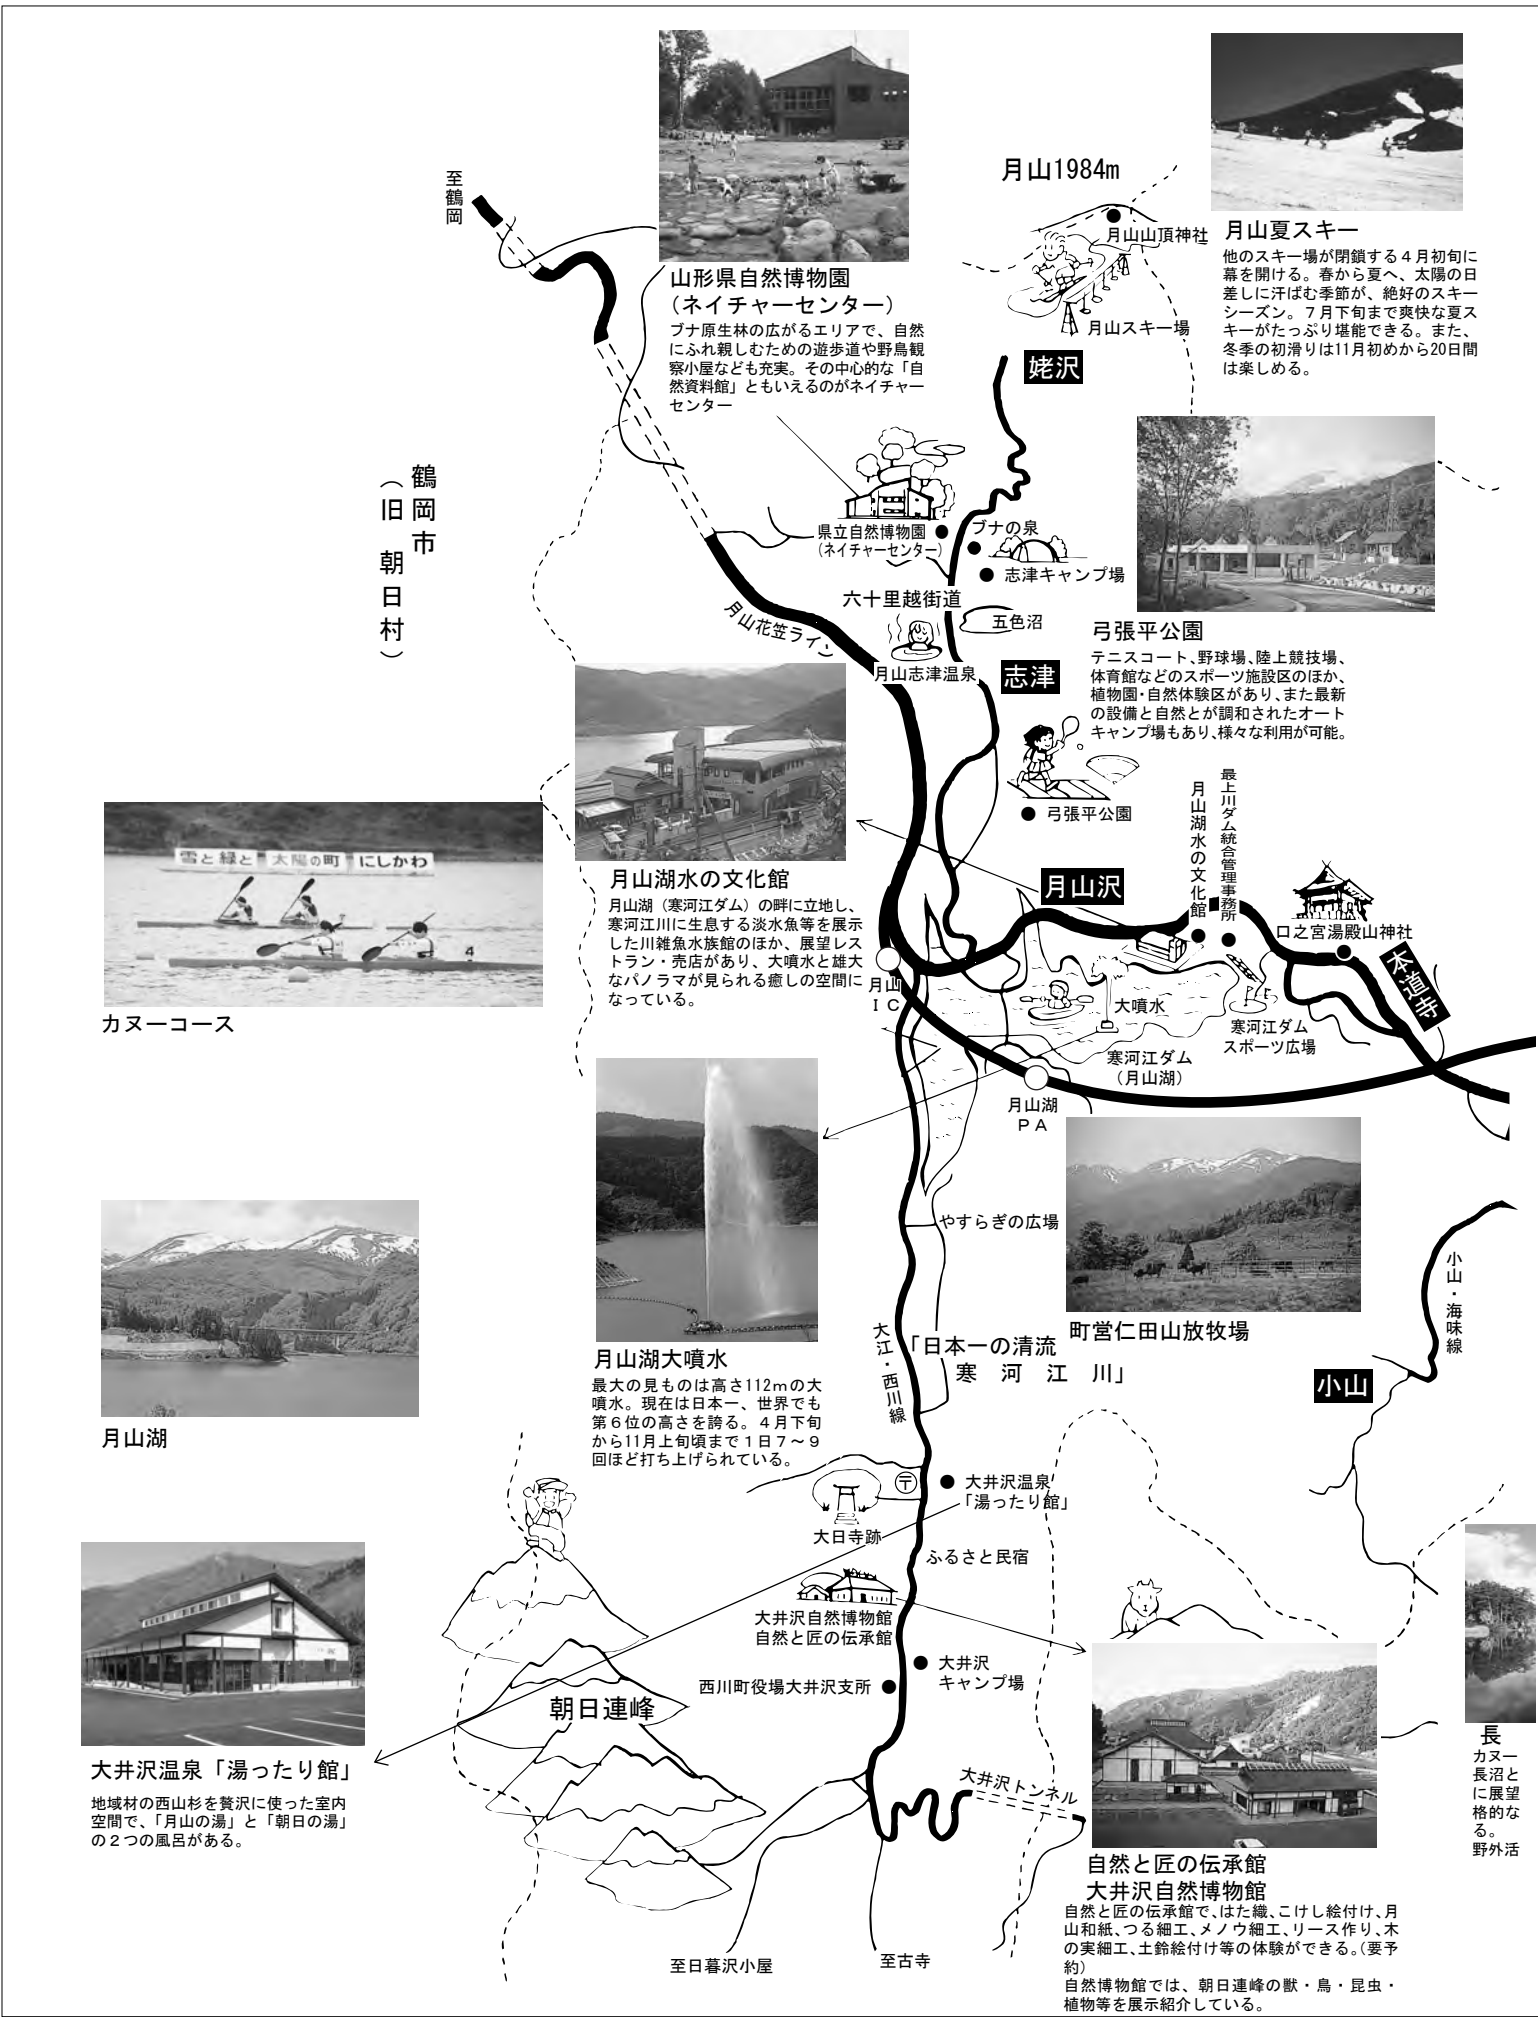 至鶴岡
山形県自然博物園
（ネイチャーセンター）
ブナ原生林の広がるエリアで、自然
にふれ親しむための遊歩道や野鳥観
察小屋なども充実。その中心的な「自
然資料館」ともいえるのがネイチャー
センター
月山1984m
月山山頂神社
月山スキー場
月山夏スキー
他のスキー場が閉鎖する４月初旬に
幕を開ける。春から夏へ、太陽の日
差しに汗ばむ季節が、絶好のスキー
シーズン。７月下旬まで爽快な夏ス
キーがたっぷり堪能できる。また、
冬季の初滑りは11月初めから20日間
は楽しめる。
姥沢
鶴岡市
（旧 朝日村）
県立自然博物園
（ネイチャーセンター）
ブナの泉
志津キャンプ場
六十里越街道
五色沼
月山花笠ライン
月山志津温泉
志津
弓張平公園
テニスコート、野球場、陸上競技場、
体育館などのスポーツ施設区のほか、
植物園・自然体験区があり、また最新
の設備と自然とが調和されたオート
キャンプ場もあり、様々な利用が可能。
弓張平公園
雪と緑と 太陽の町 にしかわ
4
カヌーコース
月山湖水の文化館
月山湖（寒河江ダム）の畔に立地し、
寒河江川に生息する淡水魚等を展示
した川雑魚水族館のほか、展望レス
トラン・売店があり、大噴水と雄大
なパノラマが見られる癒しの空間に
なっている。
月山沢
月山湖水の文化館
最上川ダム統合管理事務所
口之宮湯殿山神社
本道寺
月山
ＩＣ
大噴水
寒河江ダム
（月山湖）
寒河江ダム
スポーツ広場
月山湖
ＰＡ
月山湖
月山湖大噴水
最大の見ものは高さ112ｍの大
噴水。現在は日本一、世界でも
第６位の高さを誇る。４月下旬
から11月上旬頃まで１日７～９
回ほど打ち上げられている。
やすらぎの広場
町営仁田山放牧場
小山・海味線
小山
大江・西川線
「日本一の清流
寒 河 江 川」
〒
大井沢温泉
「湯ったり館」
大日寺跡
ふるさと民宿
大井沢自然博物館
自然と匠の伝承館
大井沢
キャンプ場
西川町役場大井沢支所
朝日連峰
大井沢温泉「湯ったり館」
地域材の西山杉を贅沢に使った室内
空間で、「月山の湯」と「朝日の湯」
の２つの風呂がある。
大井沢トンネル
自然と匠の伝承館
大井沢自然博物館
自然と匠の伝承館で、はた織、こけし絵付け、月
山和紙、つる細工、メノウ細工、リース作り、木
の実細工、土鈴絵付け等の体験ができる。（要予
約）
自然博物館では、朝日連峰の獣・鳥・昆虫・
植物等を展示紹介している。
長
カヌー
長沼と
に展望
格的な
る。
野外活
至日暮沢小屋
至古寺